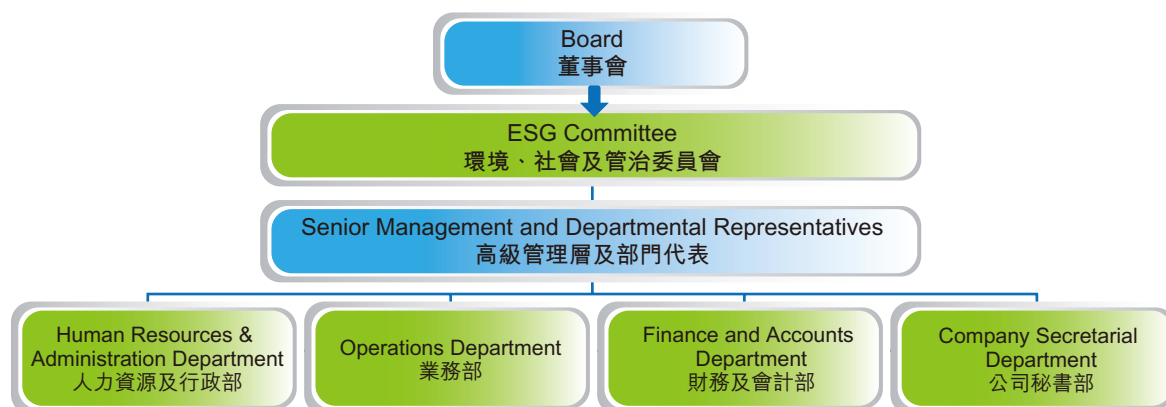 Board
董事會
ESG Committee
環境、社會及管治委員會
Senior Management and Departmental Representatives
高級管理層及部門代表
Human Resources &
Administration Department
人力資源及行政部
Operations Department
業務部
Finance and Accounts
Department
財務及會計部
Company Secretarial
Department
公司秘書部